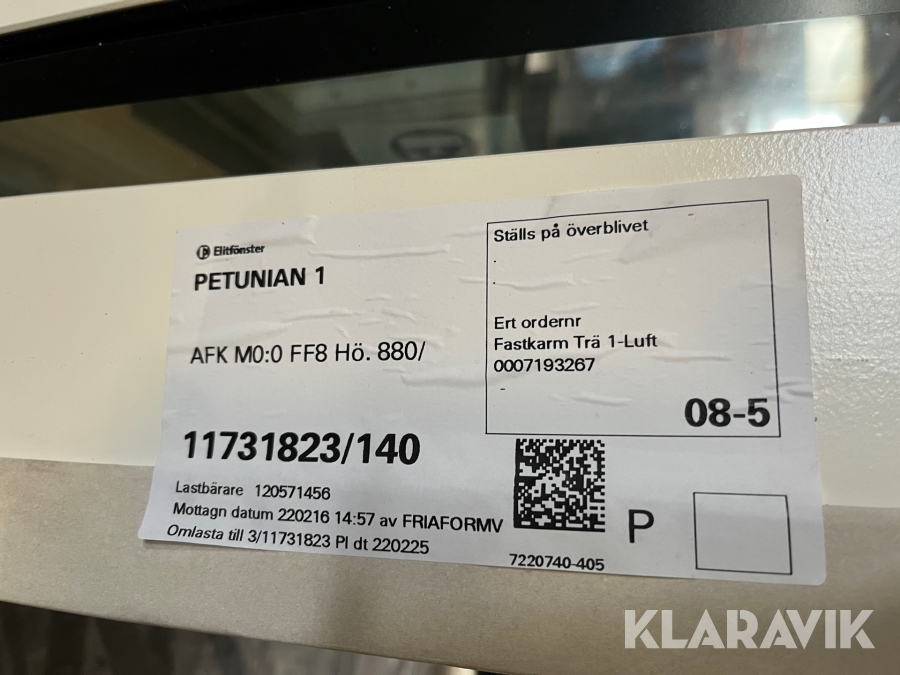 Elitfönster
PETUNIAN 1
AFK M0:0 FF8 Hö. 880/
11731823/140
Lastbärare 120571456
Mottagn datum 220216 14:57 av FRIAFORMV
Omlasta till 3/11731823 Pl dt 220225
Ställs på överblivet
.
.
Ert ordernr
Fastkarm Trä 1-Luft
0007193267
-
08-5
P
7220740-405
KLARAVIK